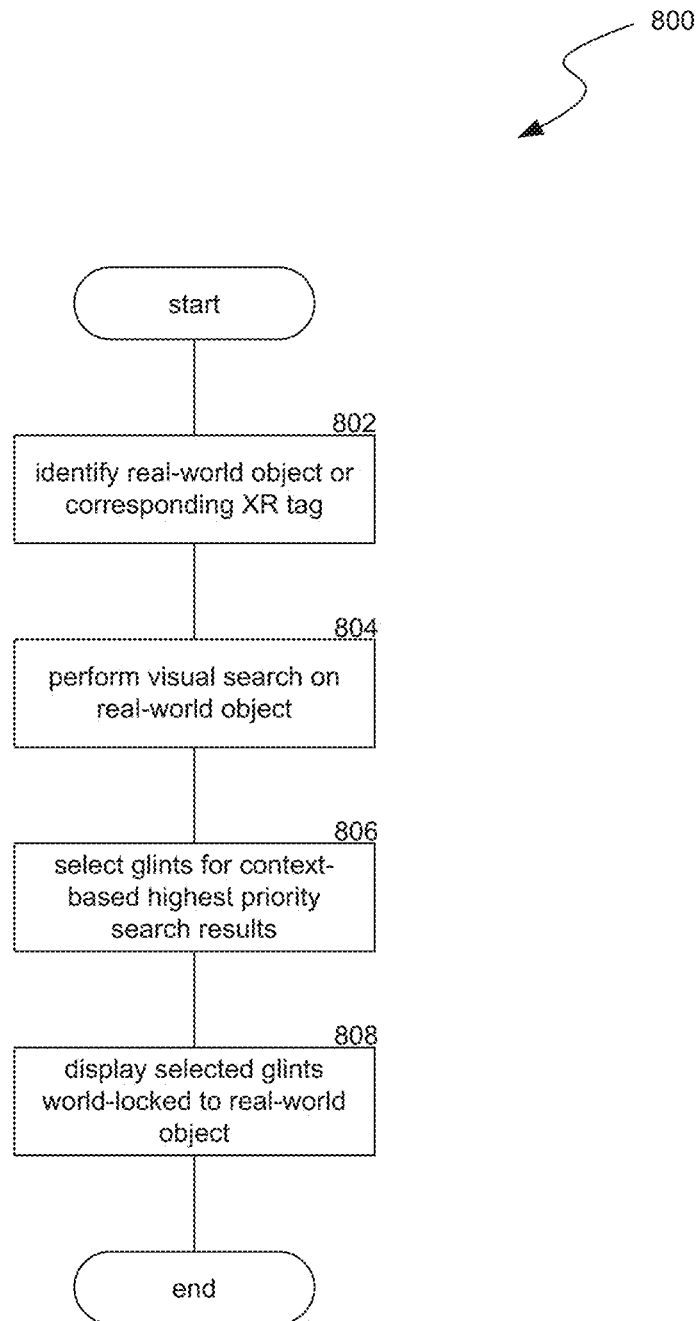 800
start
802
identify real-world object or
corresponding XR tag
804
perform visual search on
real-world object
806
select glints for context-
based highest priority
search results
808
display selected glints
world-locked to real-world
object
end